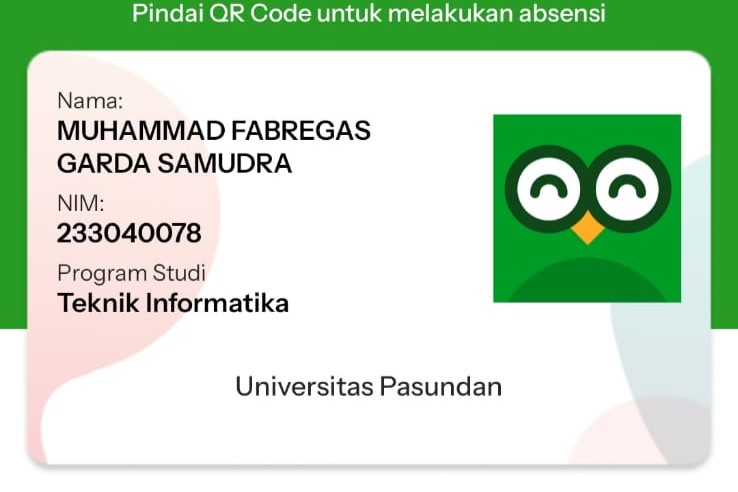 Pindai QR Code untuk melakukan absensi
Nama:
MUHAMMAD FABREGAS
GARDA SAMUDRA
NIM:
233040078
Program Studi
Teknik Informatika
Universitas Pasundan